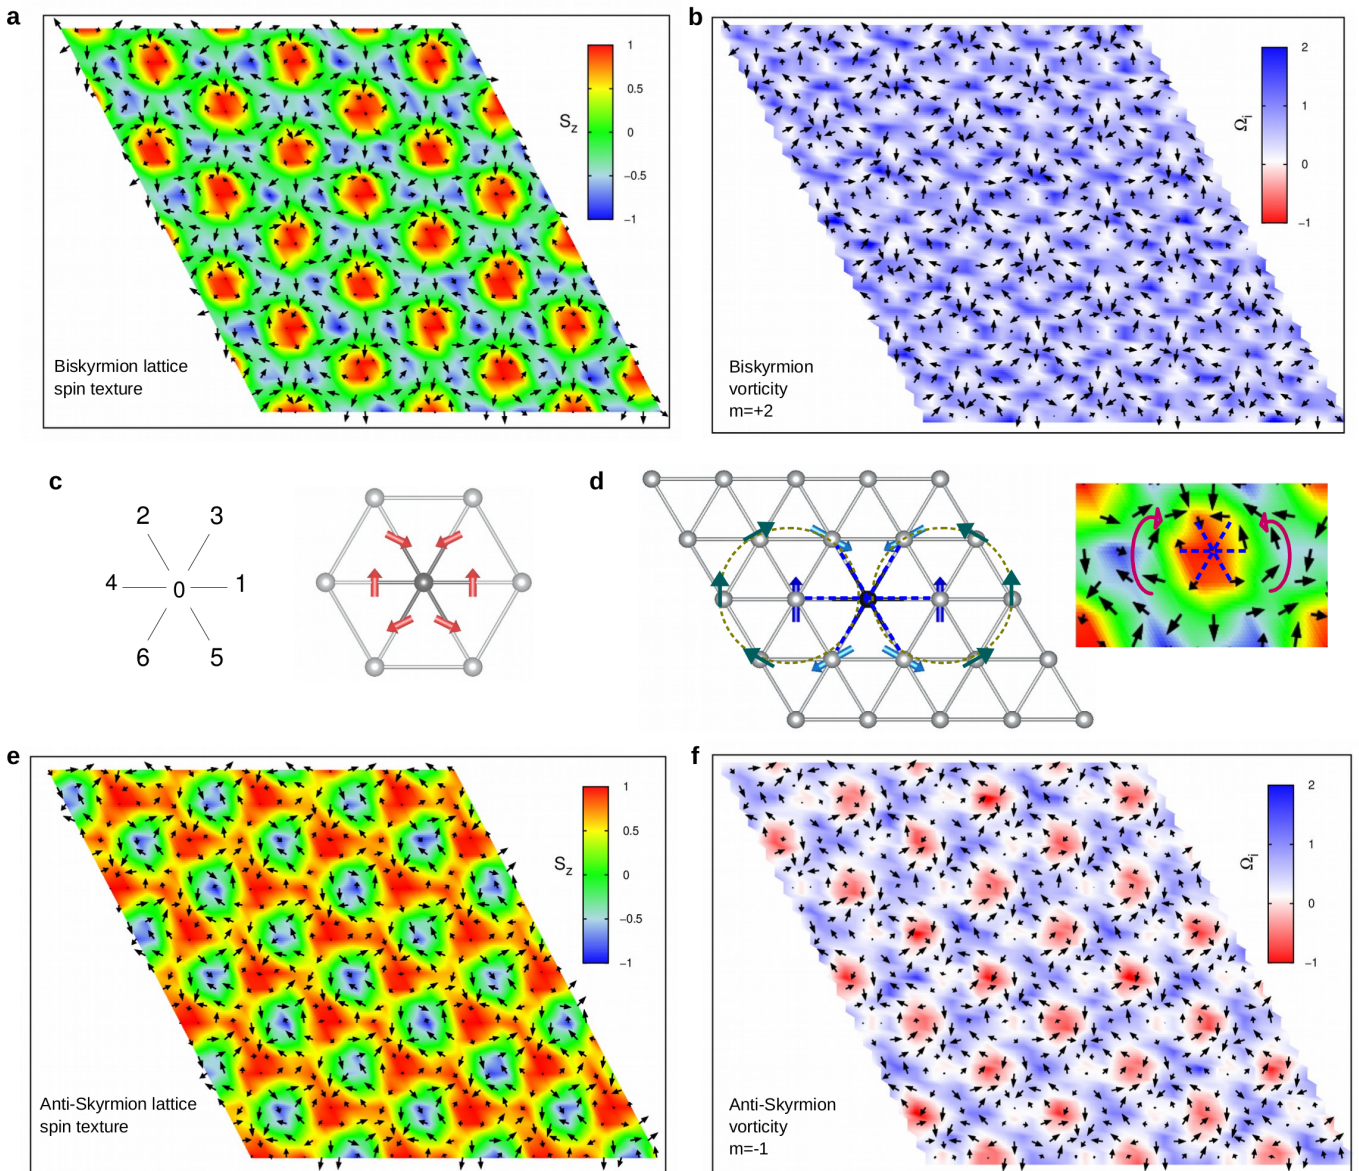 a
1
0.5
S_z
0
−0.5
−1
Biskyrmion lattice
spin texture
b
2
1
Ω_i
0
−1
Biskyrmion
vorticity
m=+2
c
2 3
4 0 1
6 5
d
e
1
0.5
S_z
0
−0.5
−1
Anti-Skyrmion lattice
spin texture
f
2
1
Ω_i
0
−1
Anti-Skyrmion
vorticity
m=-1